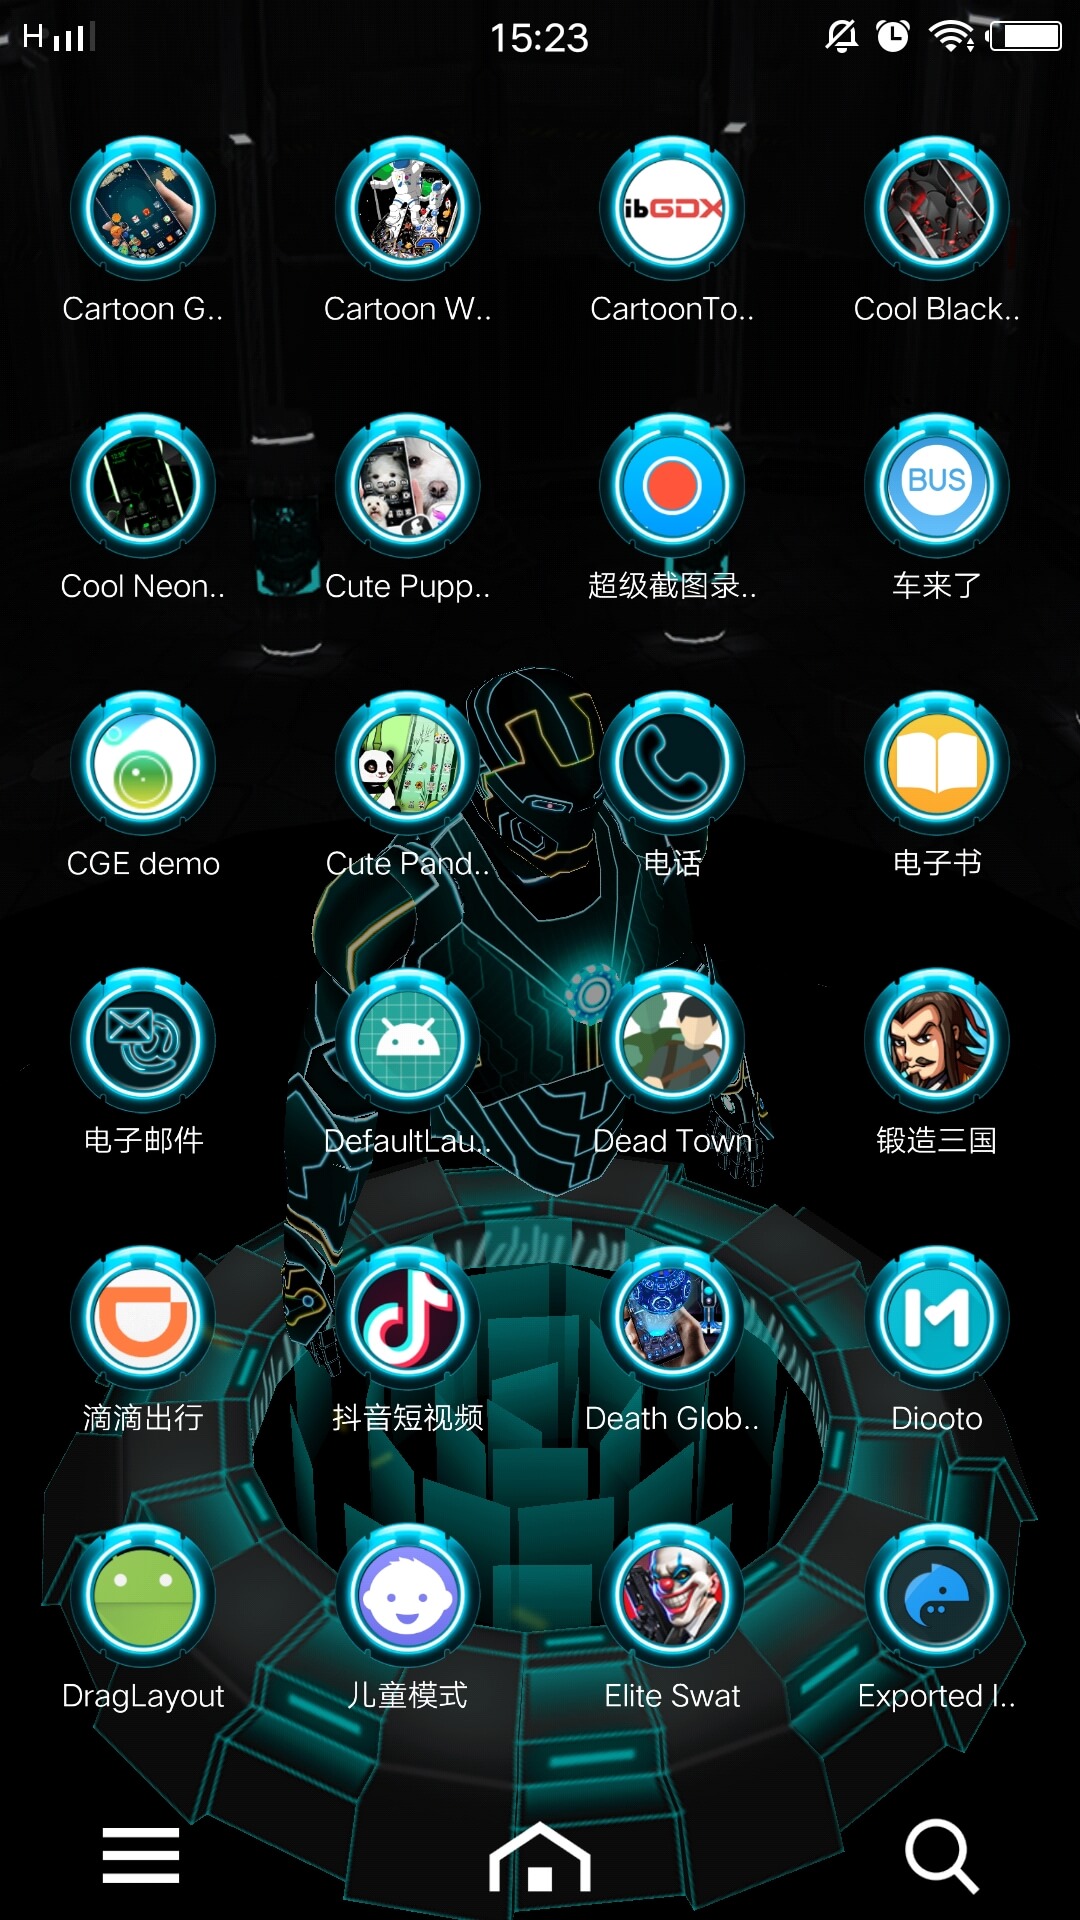 H 15:23
ibGDX
Cartoon G.. Cartoon W.. CartoonTo.. Cool Black..
BUS
Cool Neon.. Cute Pupp.. 超级截图录.. 车来了
CGE demo Cute Pand.. 电话 电子书
电子邮件 DefaultLau.. Dead Town 锻造三国
滴滴出行 抖音短视频 Death Glob.. Diooto
DragLayout 儿童模式 Elite Swat Exported I..